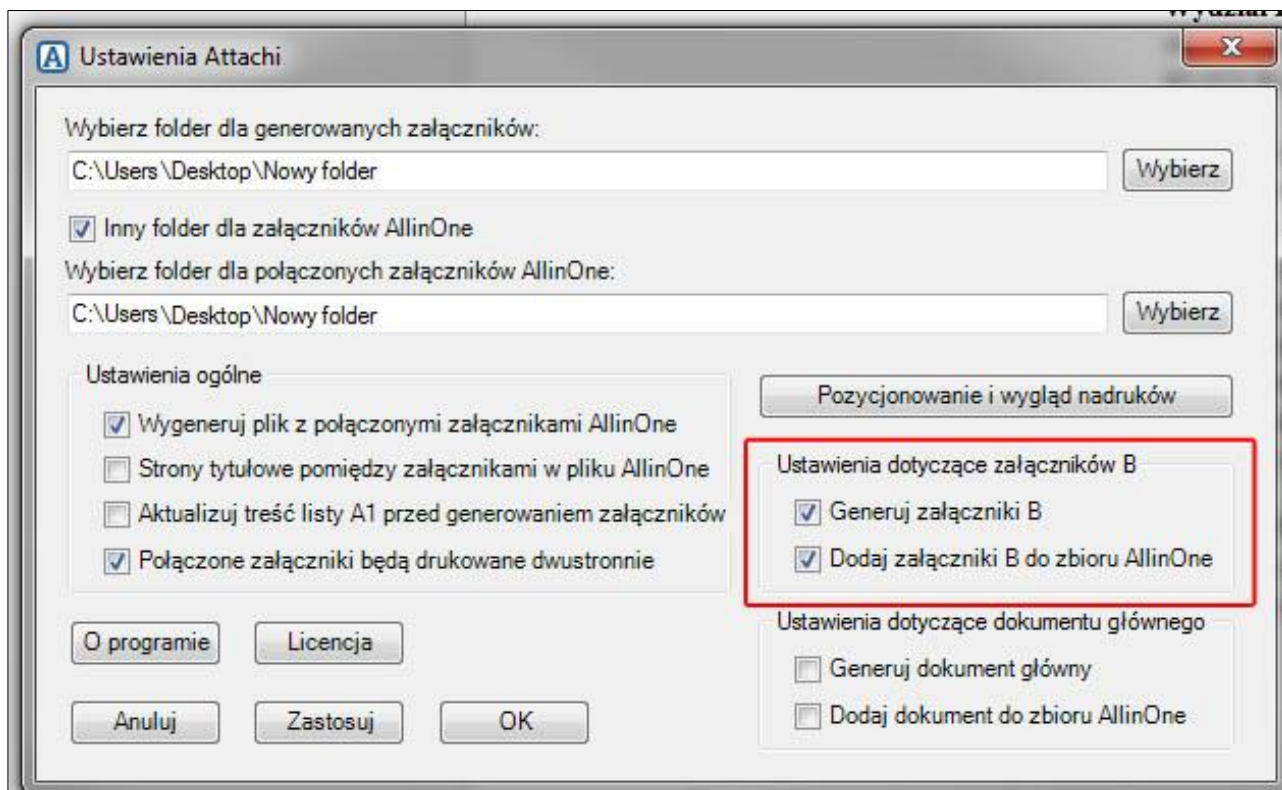 Ustawienia Attachi
Wybierz folder dla generowanych załączników:
C:\Users\Desktop\Nowy folder
Wybierz
Inny folder dla załączników AllinOne
Wybierz folder dla połączonych załączników AllinOne:
C:\Users\Desktop\Nowy folder
Wybierz
Ustawienia ogólne
Wygeneruj plik z połączonymi załącznikami AllinOne
Strony tytułowe pomiędzy załącznikami w pliku AllinOne
Aktualizuj treść listy A1 przed generowaniem załączników
Połączone załączniki będą drukowane dwustronnie
Pozycjonowanie i wygląd nadruków
Ustawienia dotyczące załączników B
Generuj załączniki B
Dodaj załączniki B do zbioru AllinOne
Ustawienia dotyczące dokumentu głównego
Generuj dokument główny
Dodaj dokument do zbioru AllinOne
O programie
Licencja
Anuluj
Zastosuj
OK